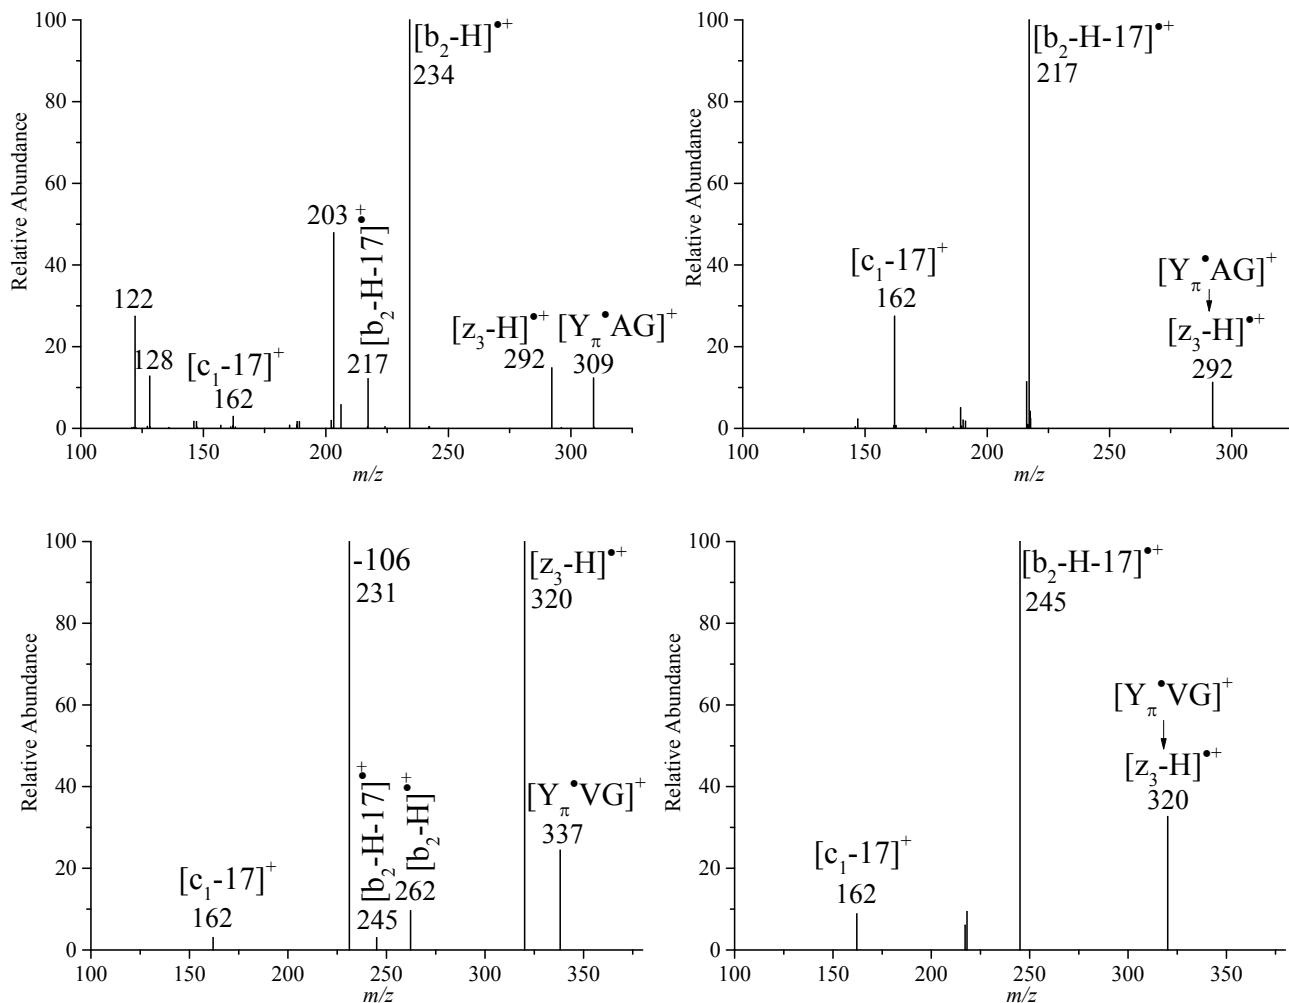 100
80
60
40
20
0
Relative Abundance
100
150
200
250
300
m/z
[b₂-H]●⁺
234
203
[b₂-H-17]●⁺
217
122
128
[c₁-17]⁺
162
[z₃-H]●⁺
292
[Yπ●AG]⁺
309
100
80
60
40
20
0
Relative Abundance
100
150
200
250
300
m/z
[b₂-H-17]●⁺
217
[c₁-17]⁺
162
[Yπ●AG]⁺
[z₃-H]●⁺
292
100
80
60
40
20
0
Relative Abundance
100
150
200
250
300
350
m/z
-106
231
[z₃-H]●⁺
320
[c₁-17]⁺
162
[b₂-H-17]●⁺
245
[b₂-H]●⁺
262
[Yπ●VG]⁺
337
100
80
60
40
20
0
Relative Abundance
100
150
200
250
300
350
m/z
[b₂-H-17]●⁺
245
[c₁-17]⁺
162
[Yπ●VG]⁺
[z₃-H]●⁺
320